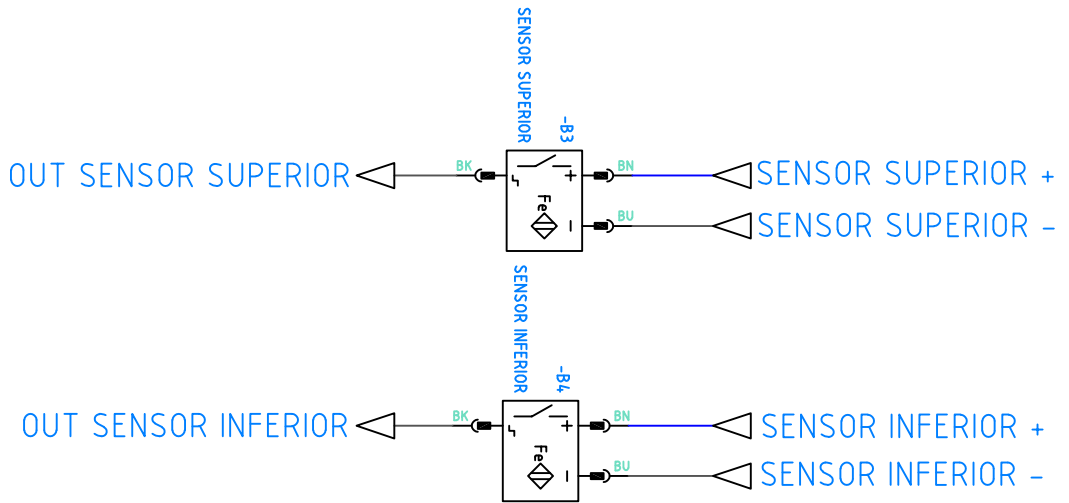 SENSOR SUPERIOR
-B3
OUT SENSOR SUPERIOR
BK
BN
SENSOR SUPERIOR +
Fe
+
-
BU
SENSOR SUPERIOR -
SENSOR INFERIOR
-B4
OUT SENSOR INFERIOR
BK
BN
SENSOR INFERIOR +
Fe
+
-
BU
SENSOR INFERIOR -